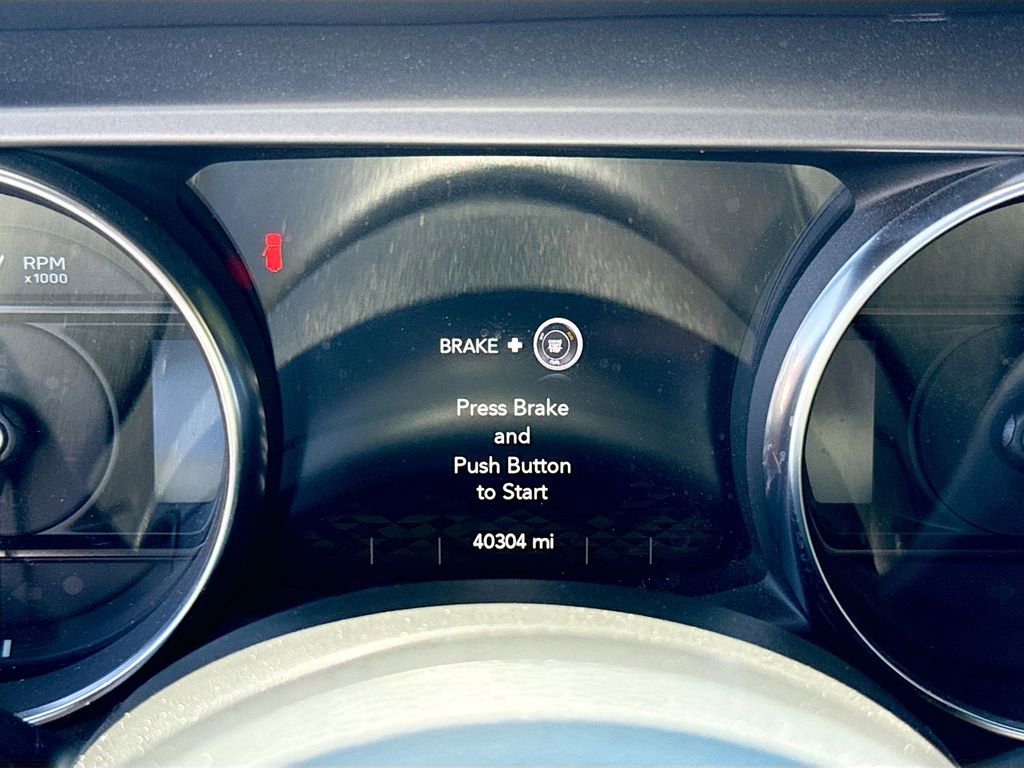 RPM
x1000
BRAKE +
Press Brake
and
Push Button
to Start
40304 mi